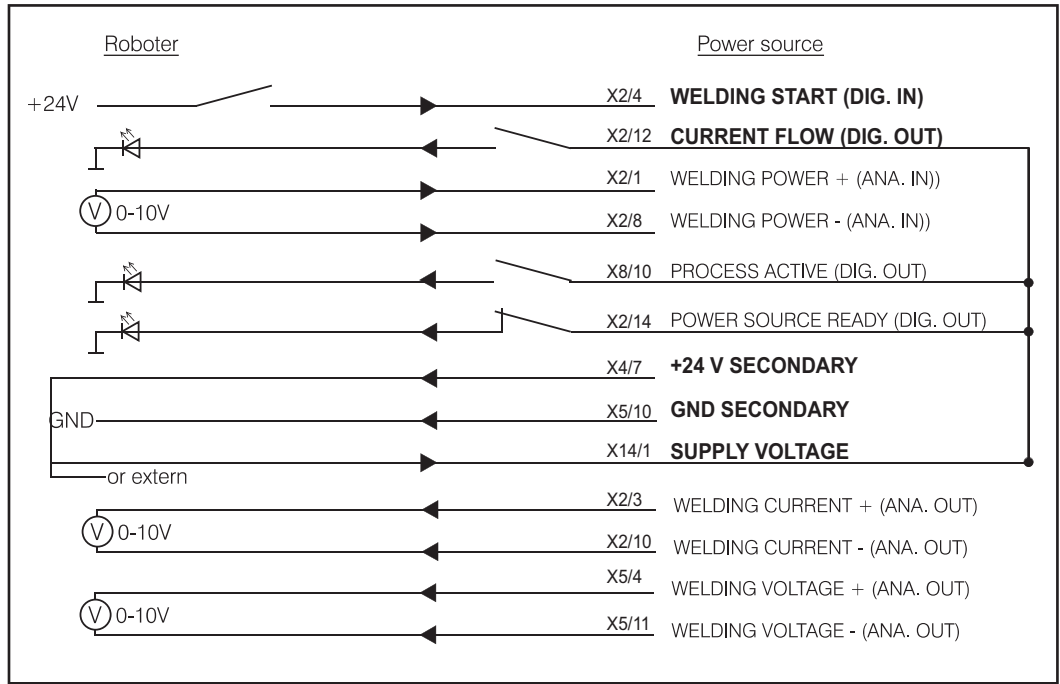 Roboter Power source
+24V X2/4 WELDING START (DIG. IN)
X2/12 CURRENT FLOW (DIG. OUT)
X2/1 WELDING POWER + (ANA. IN))
V 0-10V
X2/8 WELDING POWER - (ANA. IN))
X8/10 PROCESS ACTIVE (DIG. OUT)
X2/14 POWER SOURCE READY (DIG. OUT)
X4/7 +24 V SECONDARY
GND X5/10 GND SECONDARY
X14/1 SUPPLY VOLTAGE
or extern
X2/3 WELDING CURRENT + (ANA. OUT)
V 0-10V
X2/10 WELDING CURRENT - (ANA. OUT)
X5/4 WELDING VOLTAGE + (ANA. OUT)
V 0-10V
X5/11 WELDING VOLTAGE - (ANA. OUT)